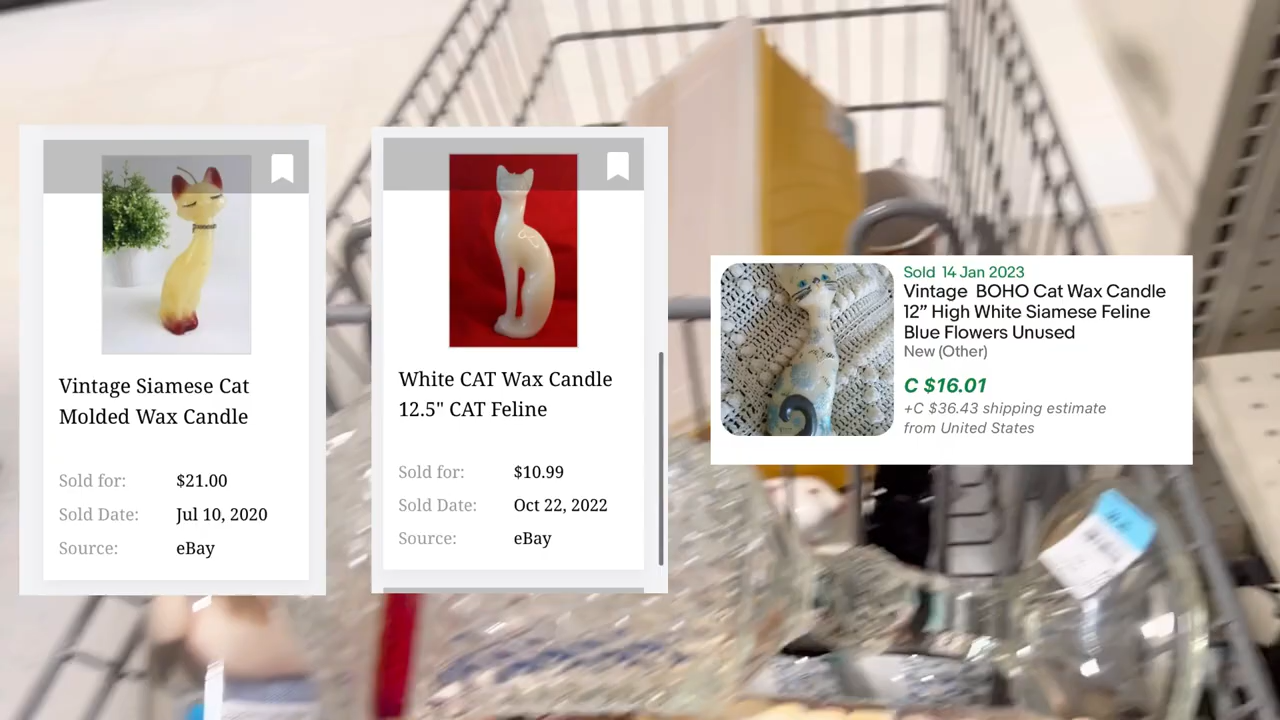 Vintage Siamese Cat
Molded Wax Candle
Sold for: $21.00
Sold Date: Jul 10, 2020
Source: eBay
White CAT Wax Candle
12.5" CAT Feline
Sold for: $10.99
Sold Date: Oct 22, 2022
Source: eBay
Sold 14 Jan 2023
Vintage BOHO Cat Wax Candle
12” High White Siamese Feline
Blue Flowers Unused
New (Other)
C $16.01
+C $36.43 shipping estimate
from United States